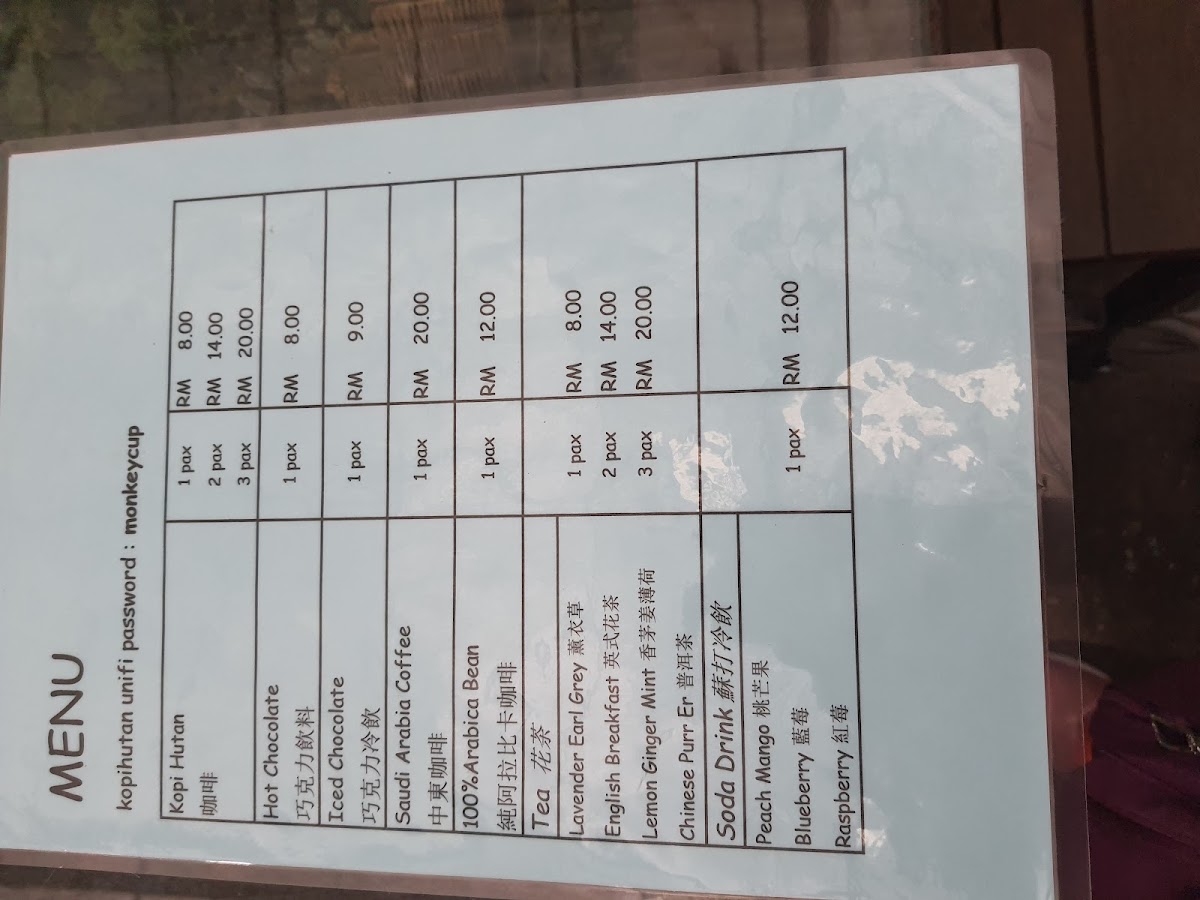 MENU
kopihutan unifi password : monkeycup
Kopi Hutan 1 pax RM 8.00
咖啡 2 pax RM 14.00
3 pax RM 20.00
Hot Chocolate 1 pax RM 8.00
巧克力飲料
Iced Chocolate 1 pax RM 9.00
巧克力冷飲
Saudi Arabia Coffee 1 pax RM 20.00
中東咖啡
100%Arabica Bean 1 pax RM 12.00
純阿拉比卡咖啡
Tea 花茶
Lavender Earl Grey 薰衣草 1 pax RM 8.00
English Breakfast 英式花茶 2 pax RM 14.00
Lemon Ginger Mint 香茅姜薄荷 3 pax RM 20.00
Chinese Purr Er 普洱茶
Soda Drink 蘇打冷飲
Peach Mango 桃芒果
Blueberry 藍莓 1 pax RM 12.00
Raspberry 紅莓